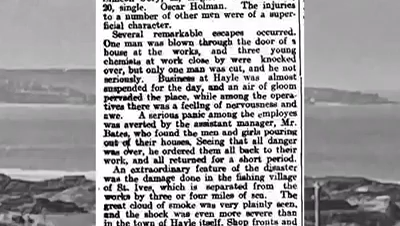 20, single. Oscar Holman. The injuries
to a number of other men were of a super-
ficial character.
Several remarkable escapes occurred.
One man was blown through the door of a
house at the works, and three young
chemists at work close by were knocked
over, but only one man was cut, and he not
seriously. Business at Hayle was almost
suspended for the day, and an air of gloom
pervaded the place, while among the opera-
tives there was a feeling of nervousness and
awe. A serious panic among the employes
was averted by the assistant manager, Mr.
Bates, who found the men and girls pouring
out of their houses. Seeing that all danger
was over, he ordered them all back to their
work, and all returned for a short period.
An extraordinary feature of the disaster
was the damage done in the fishing village
of St. Ives, which is separated from the
works by three or four miles of sea. The
great cloud of smoke was very plainly seen,
and the shock was even more severe than
in the town of Hayle itself. Shop fronts and